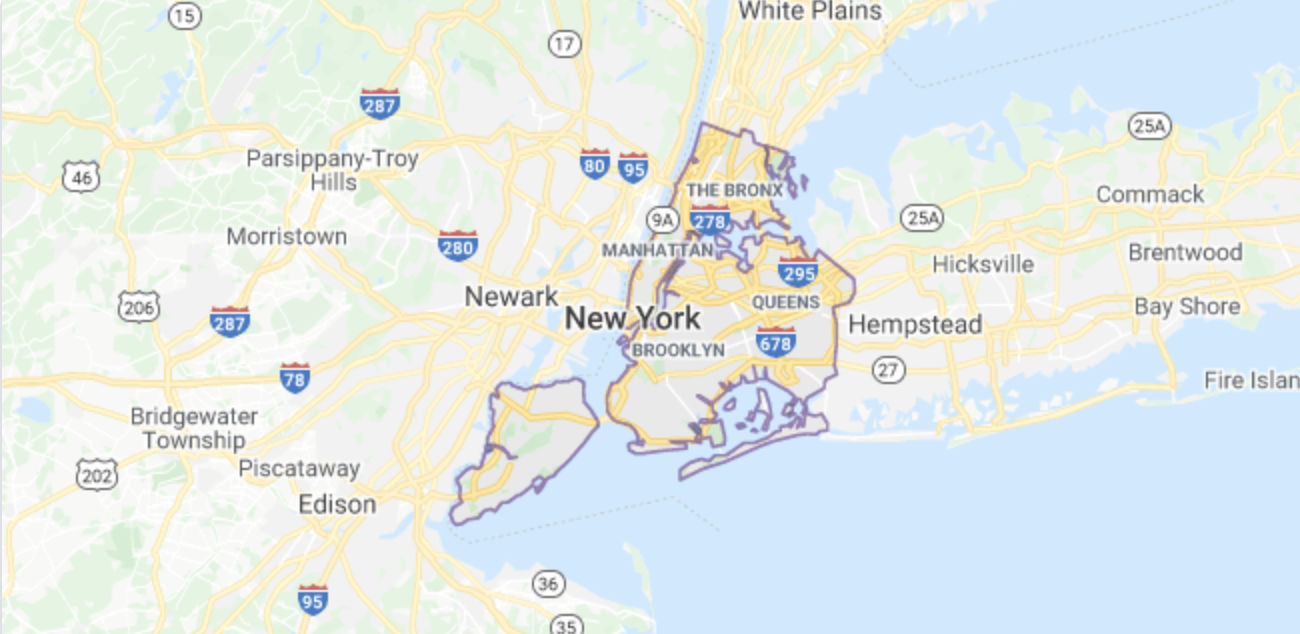 White Plains
15
17
287
25A
80
95
Parsippany-Troy
Hills
46
THE BRONX
Commack
9A
278
25A
Morristown
280
MANHATTAN
Brentwood
Hicksville
295
Newark
QUEENS
206
Bay Shore
New York
287
Hempstead
678
BROOKLYN
27
78
Fire Islan
Bridgewater
Township
Piscataway
202
Edison
36
95
35